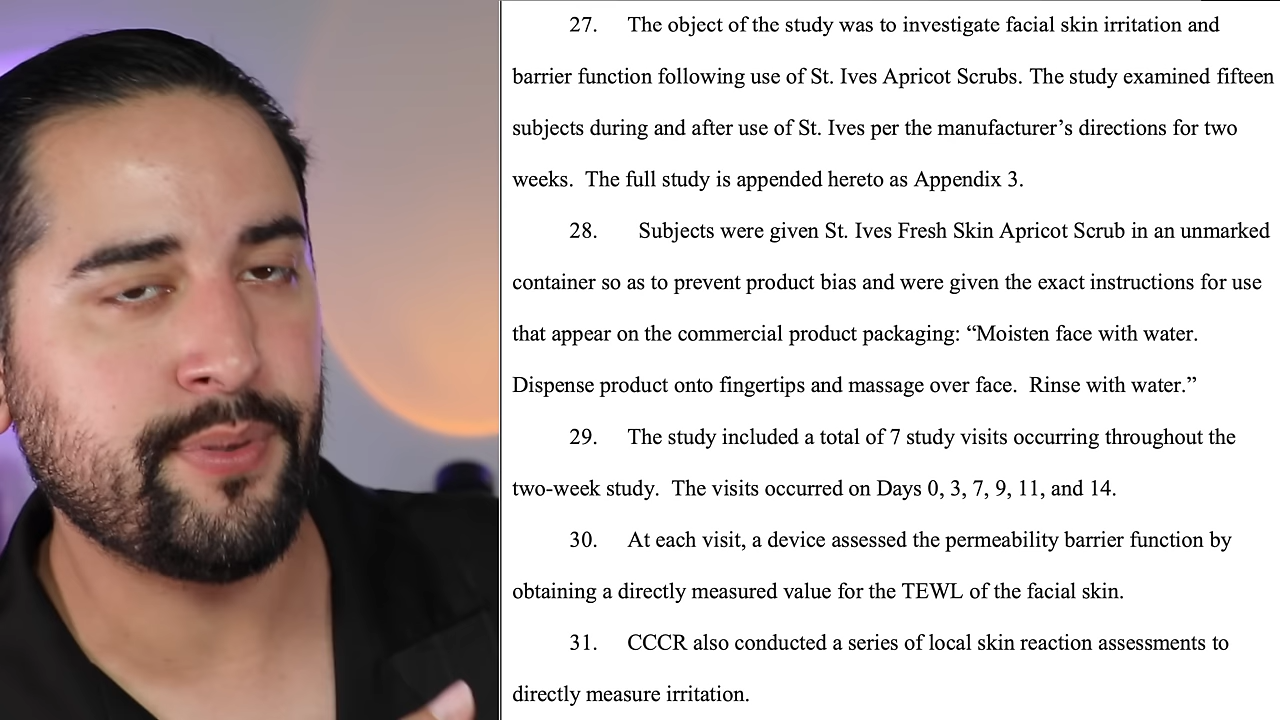 27. The object of the study was to investigate facial skin irritation and
barrier function following use of St. Ives Apricot Scrubs. The study examined fifteen
subjects during and after use of St. Ives per the manufacturer’s directions for two
weeks.  The full study is appended hereto as Appendix 3.
28. Subjects were given St. Ives Fresh Skin Apricot Scrub in an unmarked
container so as to prevent product bias and were given the exact instructions for use
that appear on the commercial product packaging: “Moisten face with water.
Dispense product onto fingertips and massage over face.  Rinse with water.”
29. The study included a total of 7 study visits occurring throughout the
two-week study.  The visits occurred on Days 0, 3, 7, 9, 11, and 14.
30. At each visit, a device assessed the permeability barrier function by
obtaining a directly measured value for the TEWL of the facial skin.
31. CCCR also conducted a series of local skin reaction assessments to
directly measure irritation.